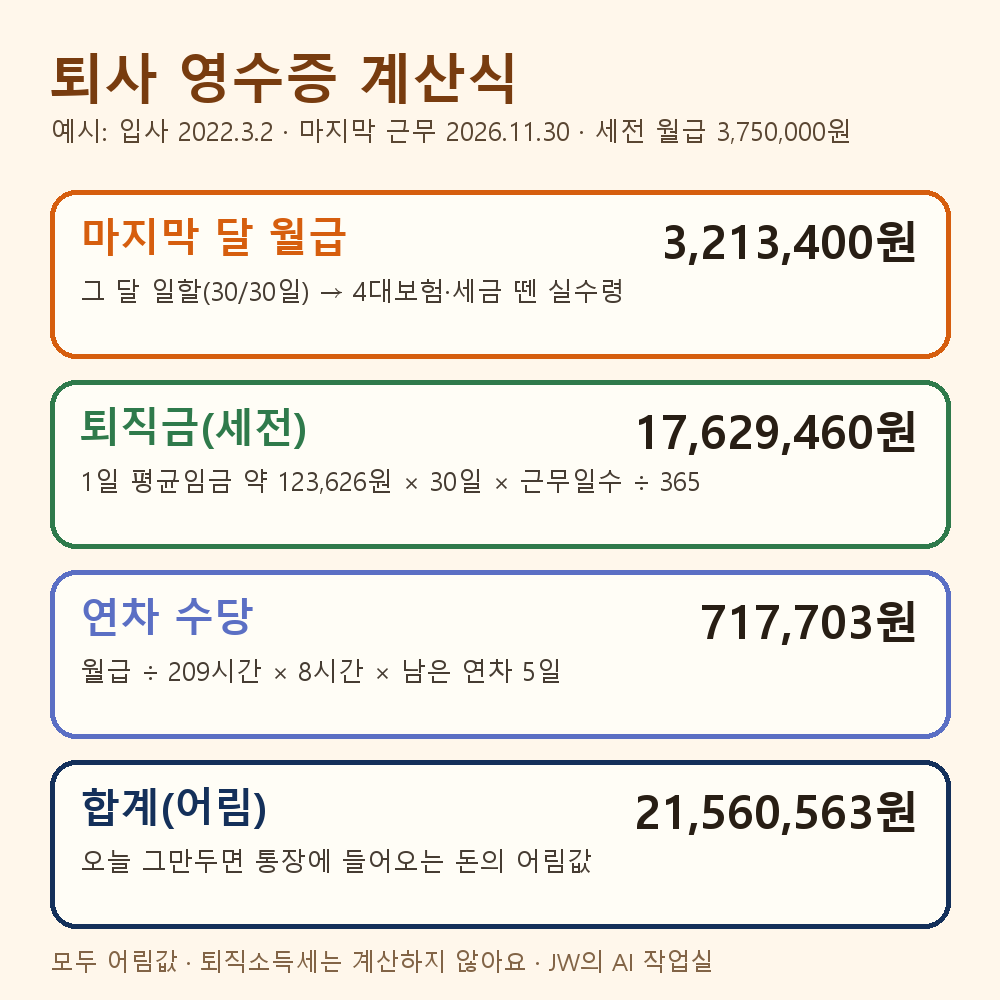 퇴사 영수증 계산식
예시: 입사 2022.3.2 · 마지막 근무 2026.11.30 · 세전 월급 3,750,000원
마지막 달 월급 3,213,400원
그 달 일할(30/30일) → 4대보험·세금 뗀 실수령
퇴직금(세전) 17,629,460원
1일 평균임금 약 123,626원 × 30일 × 근무일수 ÷ 365
연차 수당 717,703원
월급 ÷ 209시간 × 8시간 × 남은 연차 5일
합계(어림) 21,560,563원
오늘 그만두면 통장에 들어오는 돈의 어림값
모두 어림값 · 퇴직소득세는 계산하지 않아요 · JW의 AI 작업실